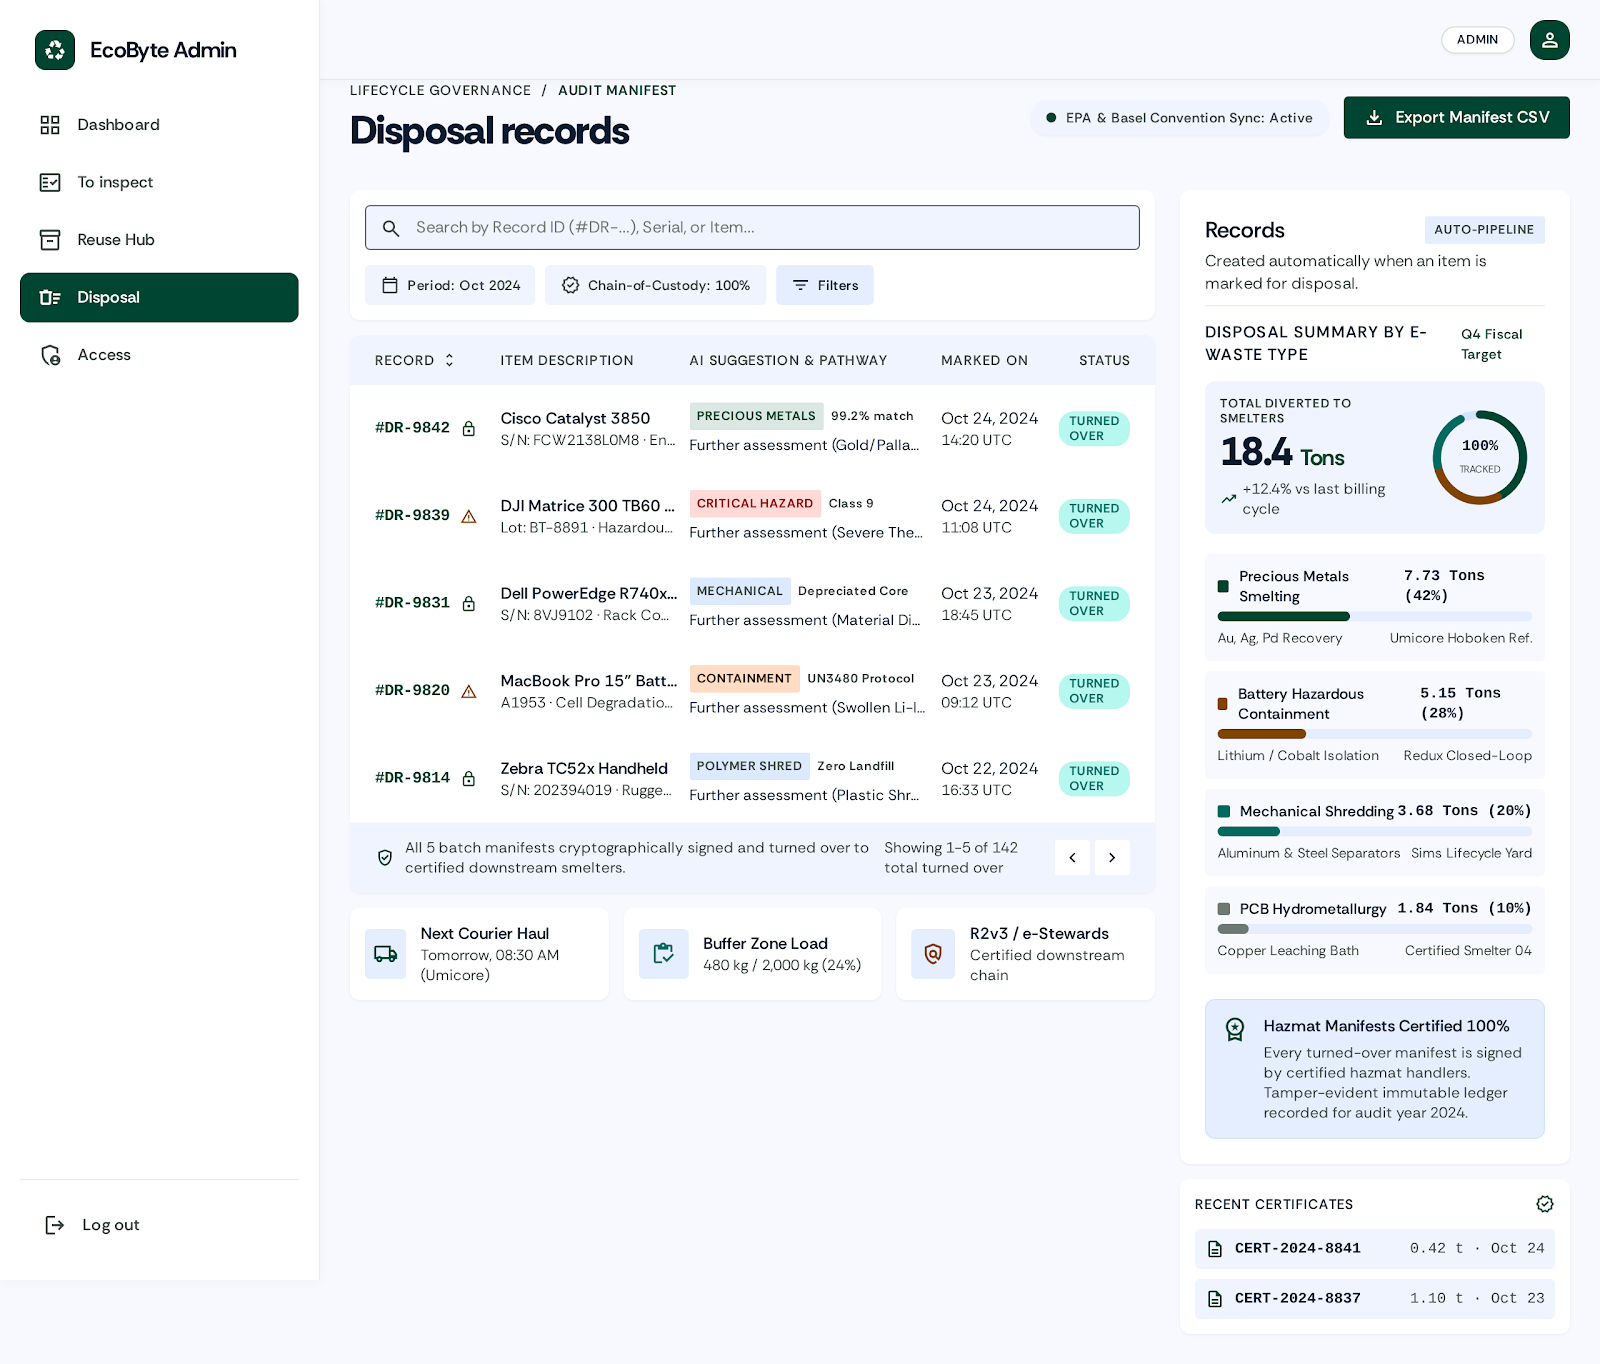 EcoByte Admin
Dashboard
To inspect
Reuse Hub
Disposal
Access
Log out
ADMIN
LIFECYCLE GOVERNANCE / AUDIT MANIFEST
Disposal records
EPA & Basel Convention Sync: Active
Export Manifest CSV
Search by Record ID (#DR-...), Serial, or Item...
Period: Oct 2024
Chain-of-Custody: 100%
Filters
RECORD ITEM DESCRIPTION AI SUGGESTION & PATHWAY MARKED ON STATUS
#DR-9842
Cisco Catalyst 3850
S/N: FCW2138L0M8 · En...
PRECIOUS METALS 99.2% match
Further assessment (Gold/Palla...
Oct 24, 2024
14:20 UTC
TURNED
OVER
#DR-9839
DJI Matrice 300 TB60 ...
Lot: BT-8891 · Hazardou...
CRITICAL HAZARD Class 9
Further assessment (Severe The...
Oct 24, 2024
11:08 UTC
TURNED
OVER
#DR-9831
Dell PowerEdge R740x...
S/N: 8VJ9102 · Rack Co...
MECHANICAL Depreciated Core
Further assessment (Material Di...
Oct 23, 2024
18:45 UTC
TURNED
OVER
#DR-9820
MacBook Pro 15" Batt...
A1953 · Cell Degradatio...
CONTAINMENT UN3480 Protocol
Further assessment (Swollen Li-I...
Oct 23, 2024
09:12 UTC
TURNED
OVER
#DR-9814
Zebra TC52x Handheld
S/N: 202394019 · Rugge...
POLYMER SHRED Zero Landfill
Further assessment (Plastic Shr...
Oct 22, 2024
16:33 UTC
TURNED
OVER
All 5 batch manifests cryptographically signed and turned over to
certified downstream smelters.
Showing 1-5 of 142
total turned over
Next Courier Haul
Tomorrow, 08:30 AM
(Umicore)
Buffer Zone Load
480 kg / 2,000 kg (24%)
R2v3 / e-Stewards
Certified downstream
chain
Records
AUTO-PIPELINE
Created automatically when an item is
marked for disposal.
DISPOSAL SUMMARY BY E-
WASTE TYPE
Q4 Fiscal
Target
TOTAL DIVERTED TO
SMELTERS
18.4 Tons
+12.4% vs last billing
cycle
100%
TRACKED
Precious Metals
Smelting
7.73 Tons
(42%)
Au, Ag, Pd Recovery Umicore Hoboken Ref.
Battery Hazardous
Containment
5.15 Tons
(28%)
Lithium / Cobalt Isolation Redux Closed-Loop
Mechanical Shredding 3.68 Tons (20%)
Aluminum & Steel Separators Sims Lifecycle Yard
PCB Hydrometallurgy 1.84 Tons (10%)
Copper Leaching Bath Certified Smelter 04
Hazmat Manifests Certified 100%
Every turned-over manifest is signed
by certified hazmat handlers.
Tamper-evident immutable ledger
recorded for audit year 2024.
RECENT CERTIFICATES
CERT-2024-8841 0.42 t · Oct 24
CERT-2024-8837 1.10 t · Oct 23